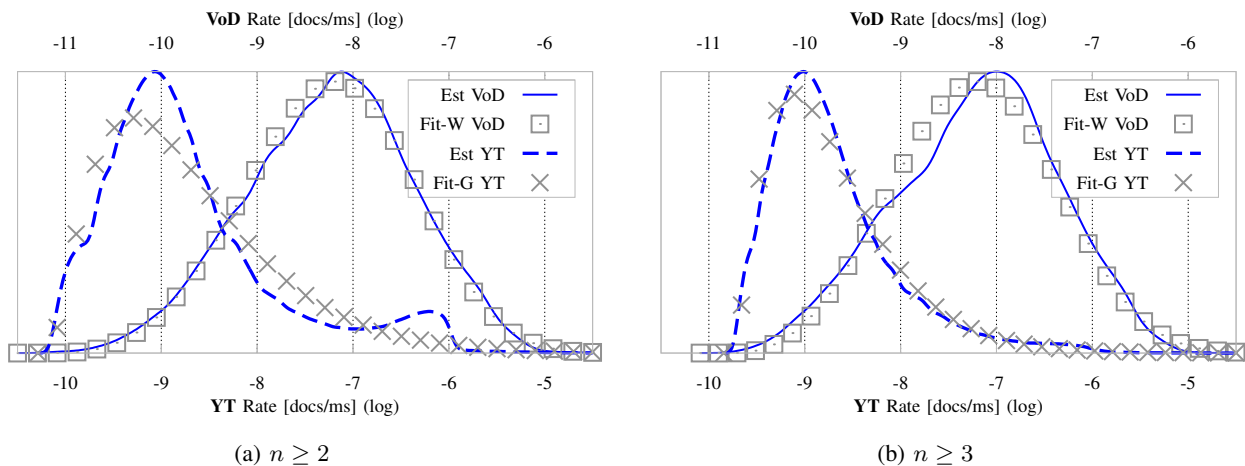 VoD Rate [docs/ms] (log)
-11 -10 -9 -8 -7 -6
Est VoD
Fit-W VoD
Est YT
Fit-G YT
-10 -9 -8 -7 -6 -5
YT Rate [docs/ms] (log)
(a) n ≥ 2
VoD Rate [docs/ms] (log)
-11 -10 -9 -8 -7 -6
Est VoD
Fit-W VoD
Est YT
Fit-G YT
-10 -9 -8 -7 -6 -5
YT Rate [docs/ms] (log)
(b) n ≥ 3